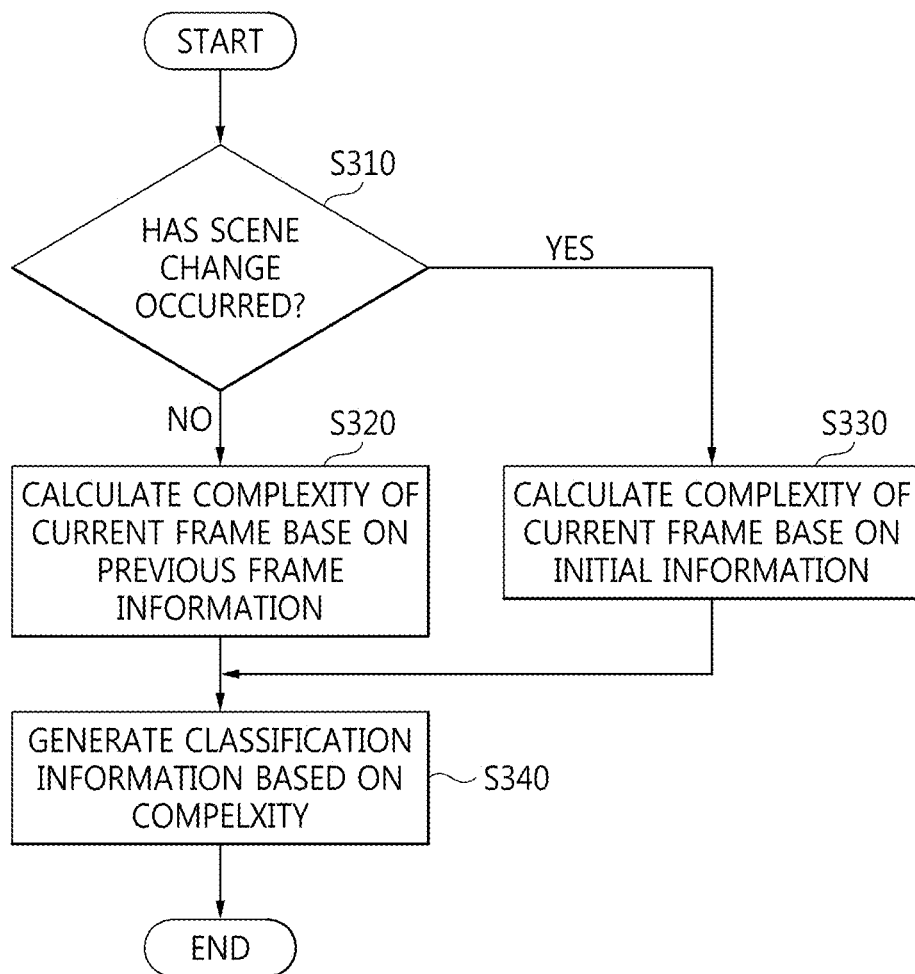 START
S310
HAS SCENE
CHANGE
OCCURRED?
YES
NO
S320
S330
CALCULATE COMPLEXITY OF
CURRENT FRAME BASE ON
PREVIOUS FRAME
INFORMATION
CALCULATE COMPLEXITY OF
CURRENT FRAME BASE ON
INITIAL INFORMATION
GENERATE CLASSIFICATION
INFORMATION BASED ON
COMPELXITY
S340
END